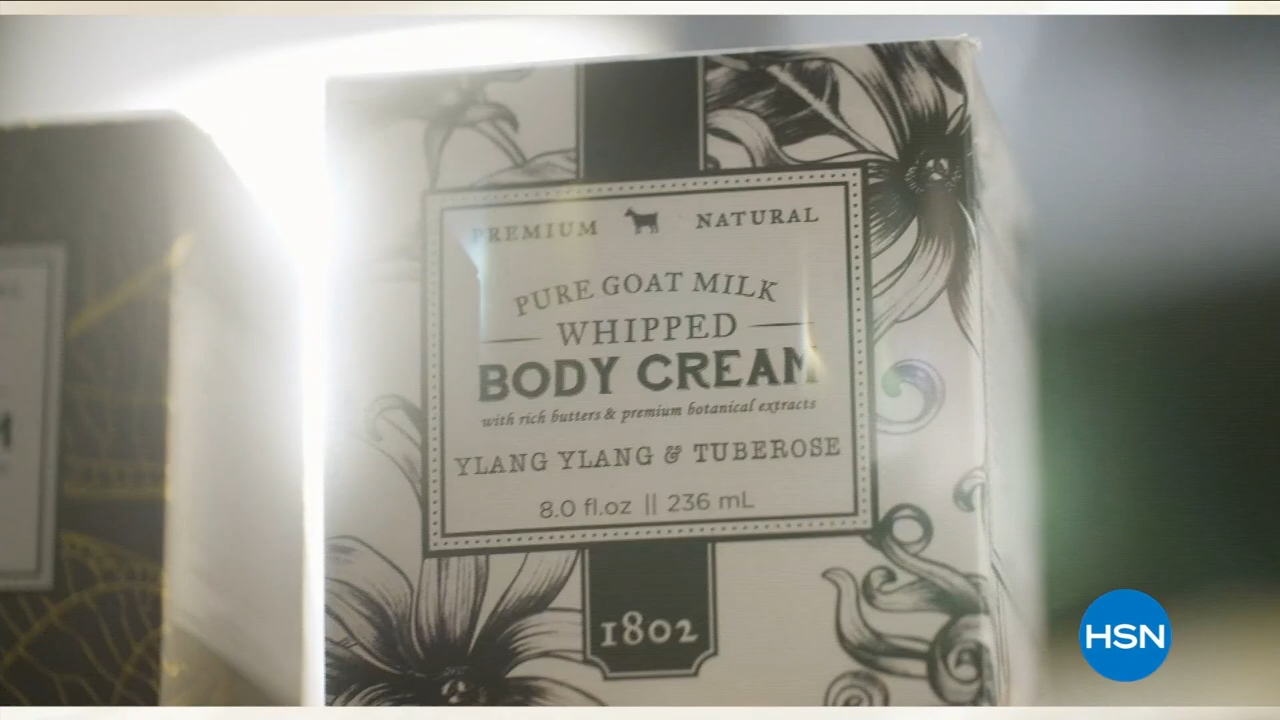 PREMIUM NATURAL
PURE GOAT MILK
WHIPPED
BODY CREAM
with rich butters & premium botanical extracts
YLANG YLANG & TUBEROSE
8.0 fl.oz || 236 mL
1802
HSN